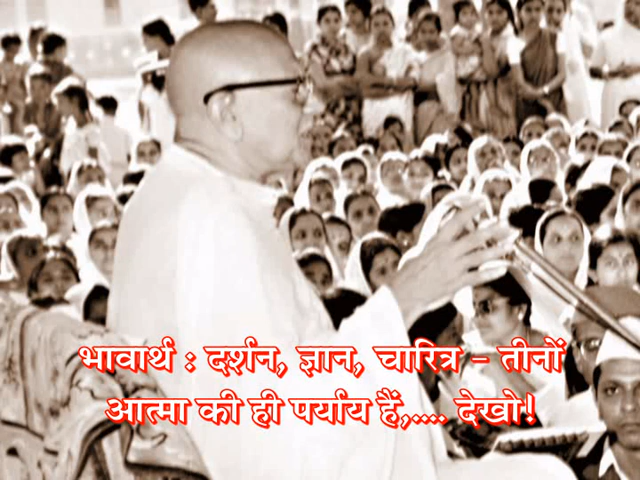 भावार्थ : दर्शन, ज्ञान, चारित्र - तीनों
आत्मा की ही पर्याय हैं,.... देखो!